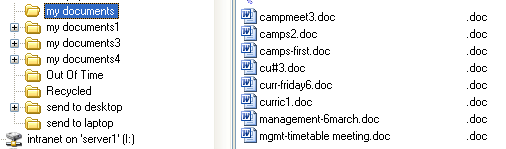 my documents
my documents1
my documents3
my documents4
Out Of Time
Recycled
send to desktop
send to laptop
intranet on 'server1' (I:)
campmeet3.doc .doc
camps2.doc .doc
camps-first.doc .doc
cu#3.doc .doc
curr-friday6.doc .doc
curric1.doc .doc
management-6march.doc .doc
mgmt-timetable meeting.doc .doc